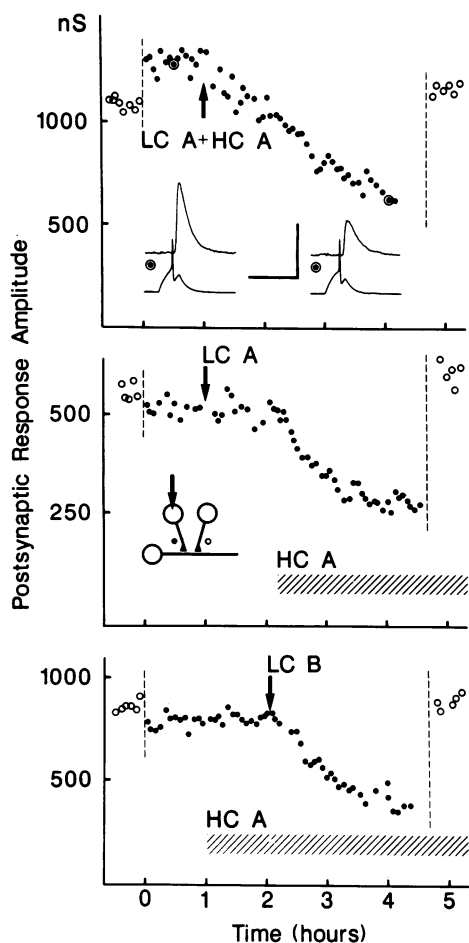 nS
1000
LC A+HC A
500
Postsynaptic Response Amplitude
LC A
500
250
HC A
LC B
1000
500
HC A
0 1 2 3 4 5
Time (hours)